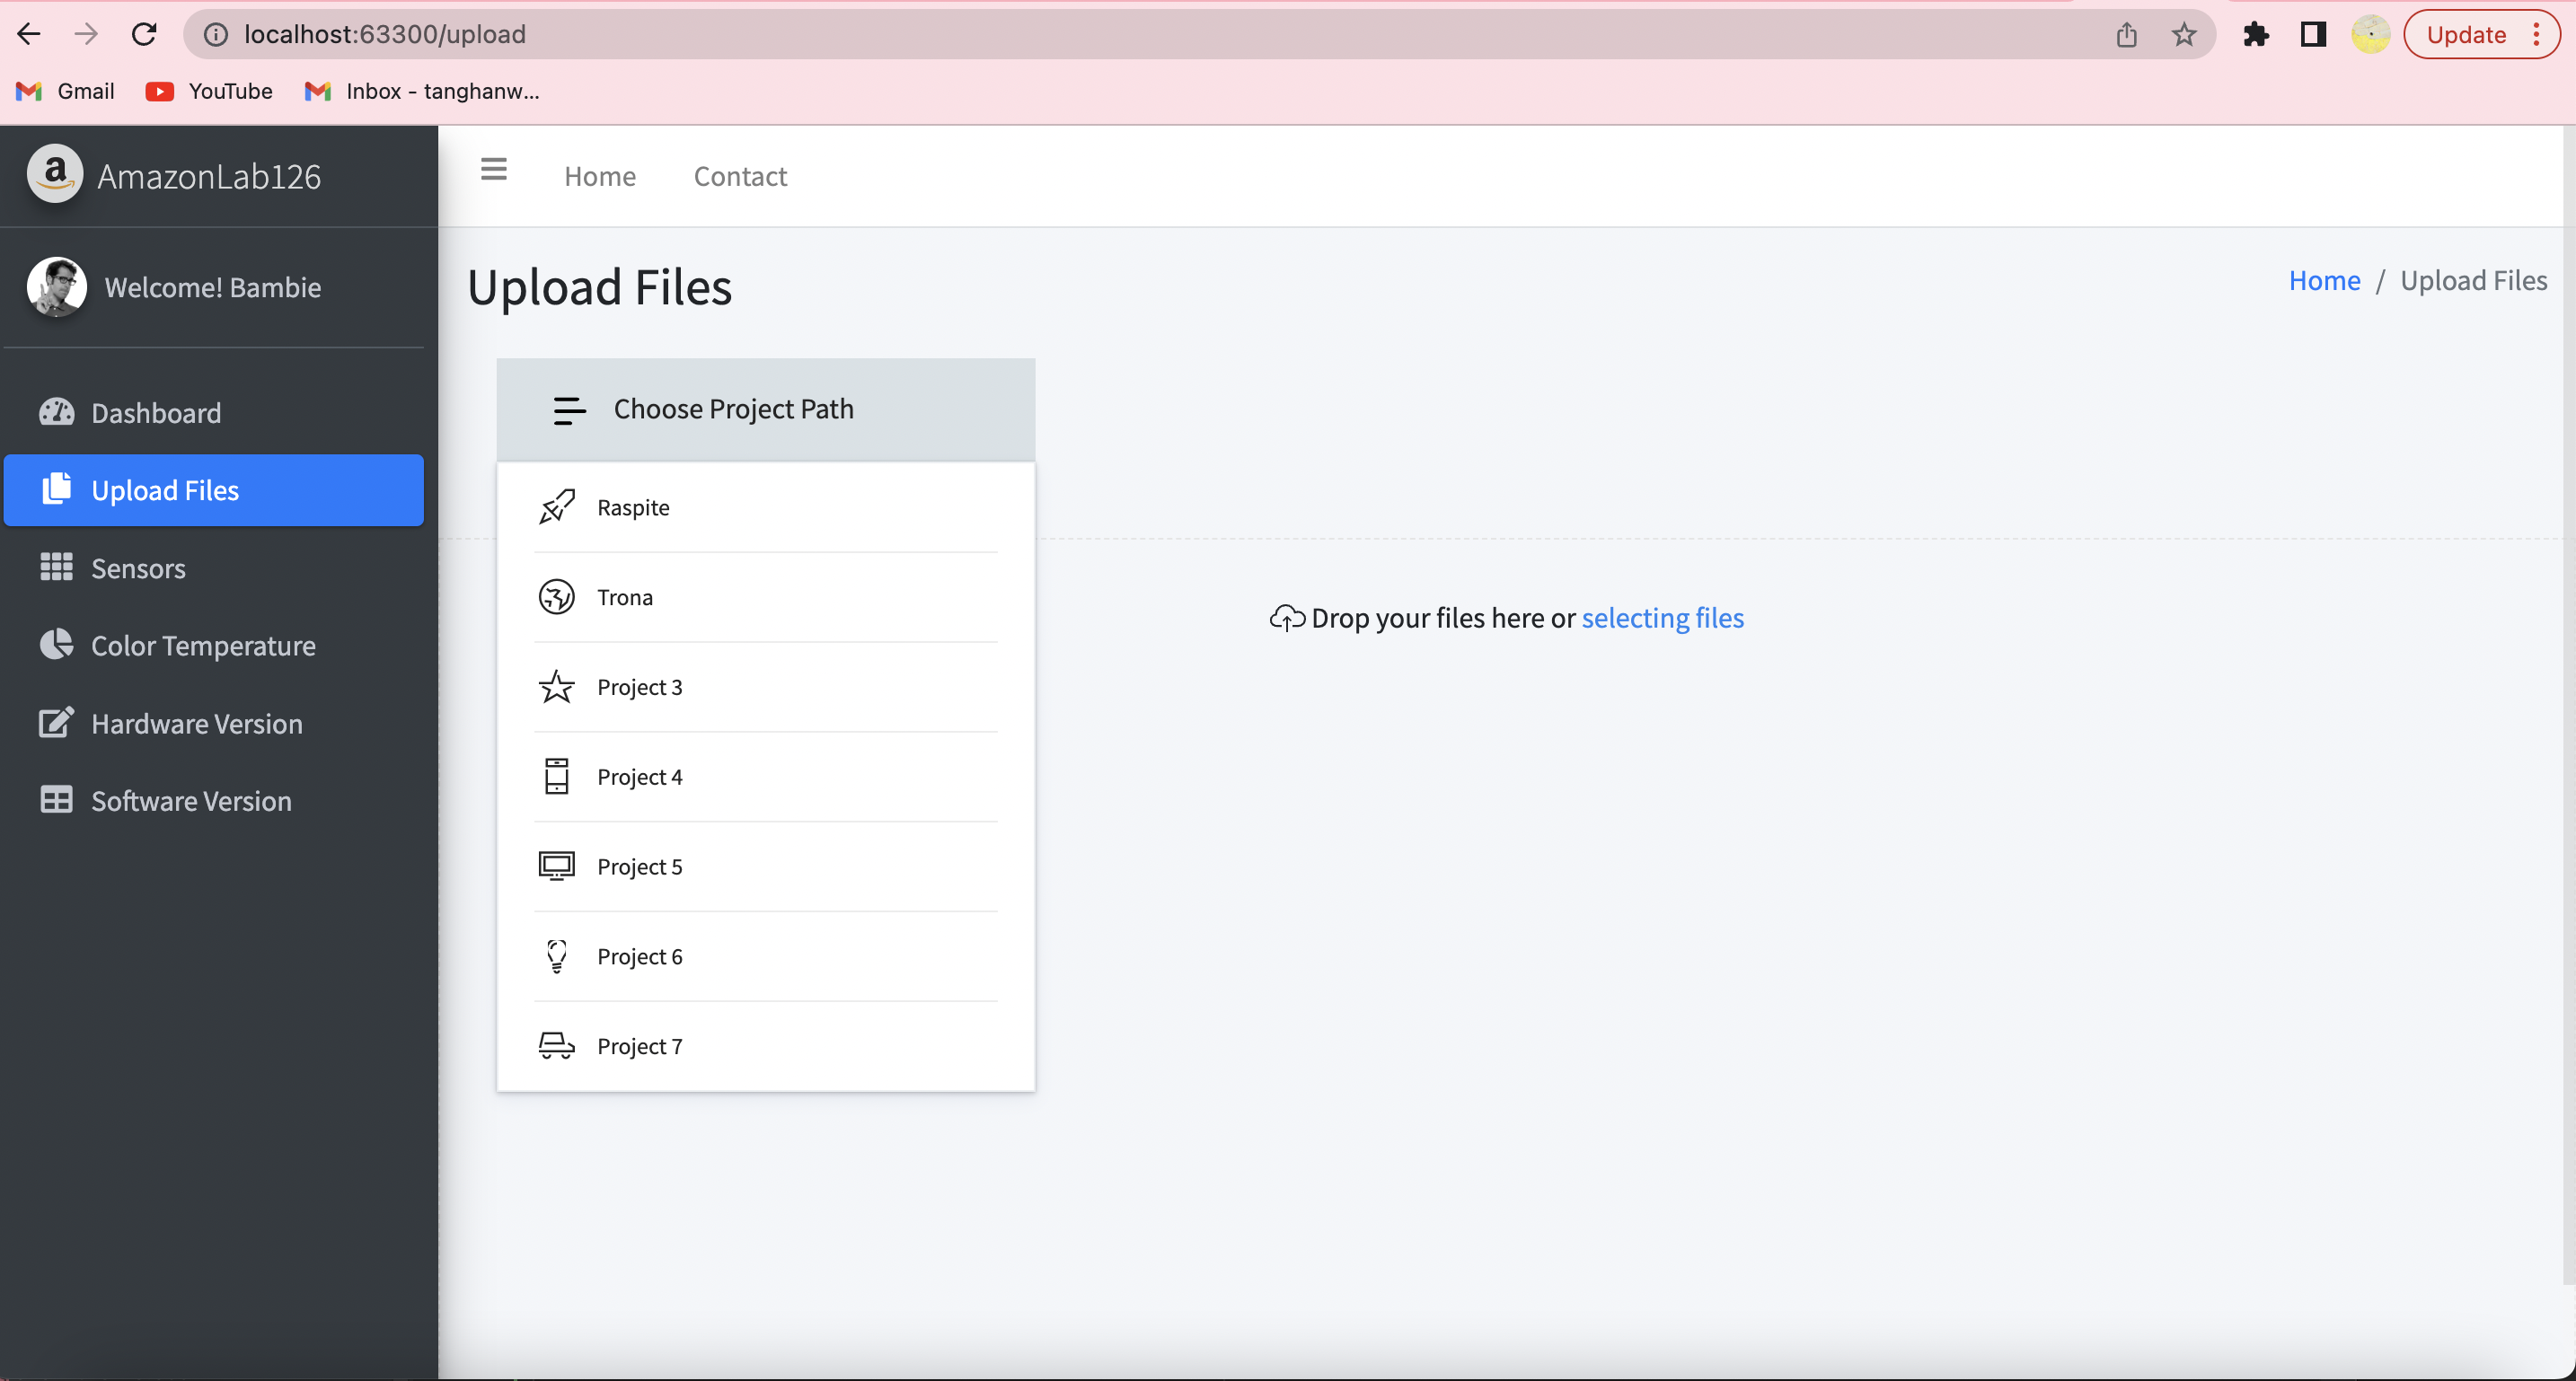 localhost:63300/upload
Update
Gmail
YouTube
Inbox - tanghanw...
a
AmazonLab126
Home
Contact
Welcome! Bambie
Upload Files
Home / Upload Files
Choose Project Path
Dashboard
Upload Files
Sensors
Color Temperature
Hardware Version
Software Version
Raspite
Trona
Project 3
Project 4
Project 5
Project 6
Project 7
Drop your files here or selecting files